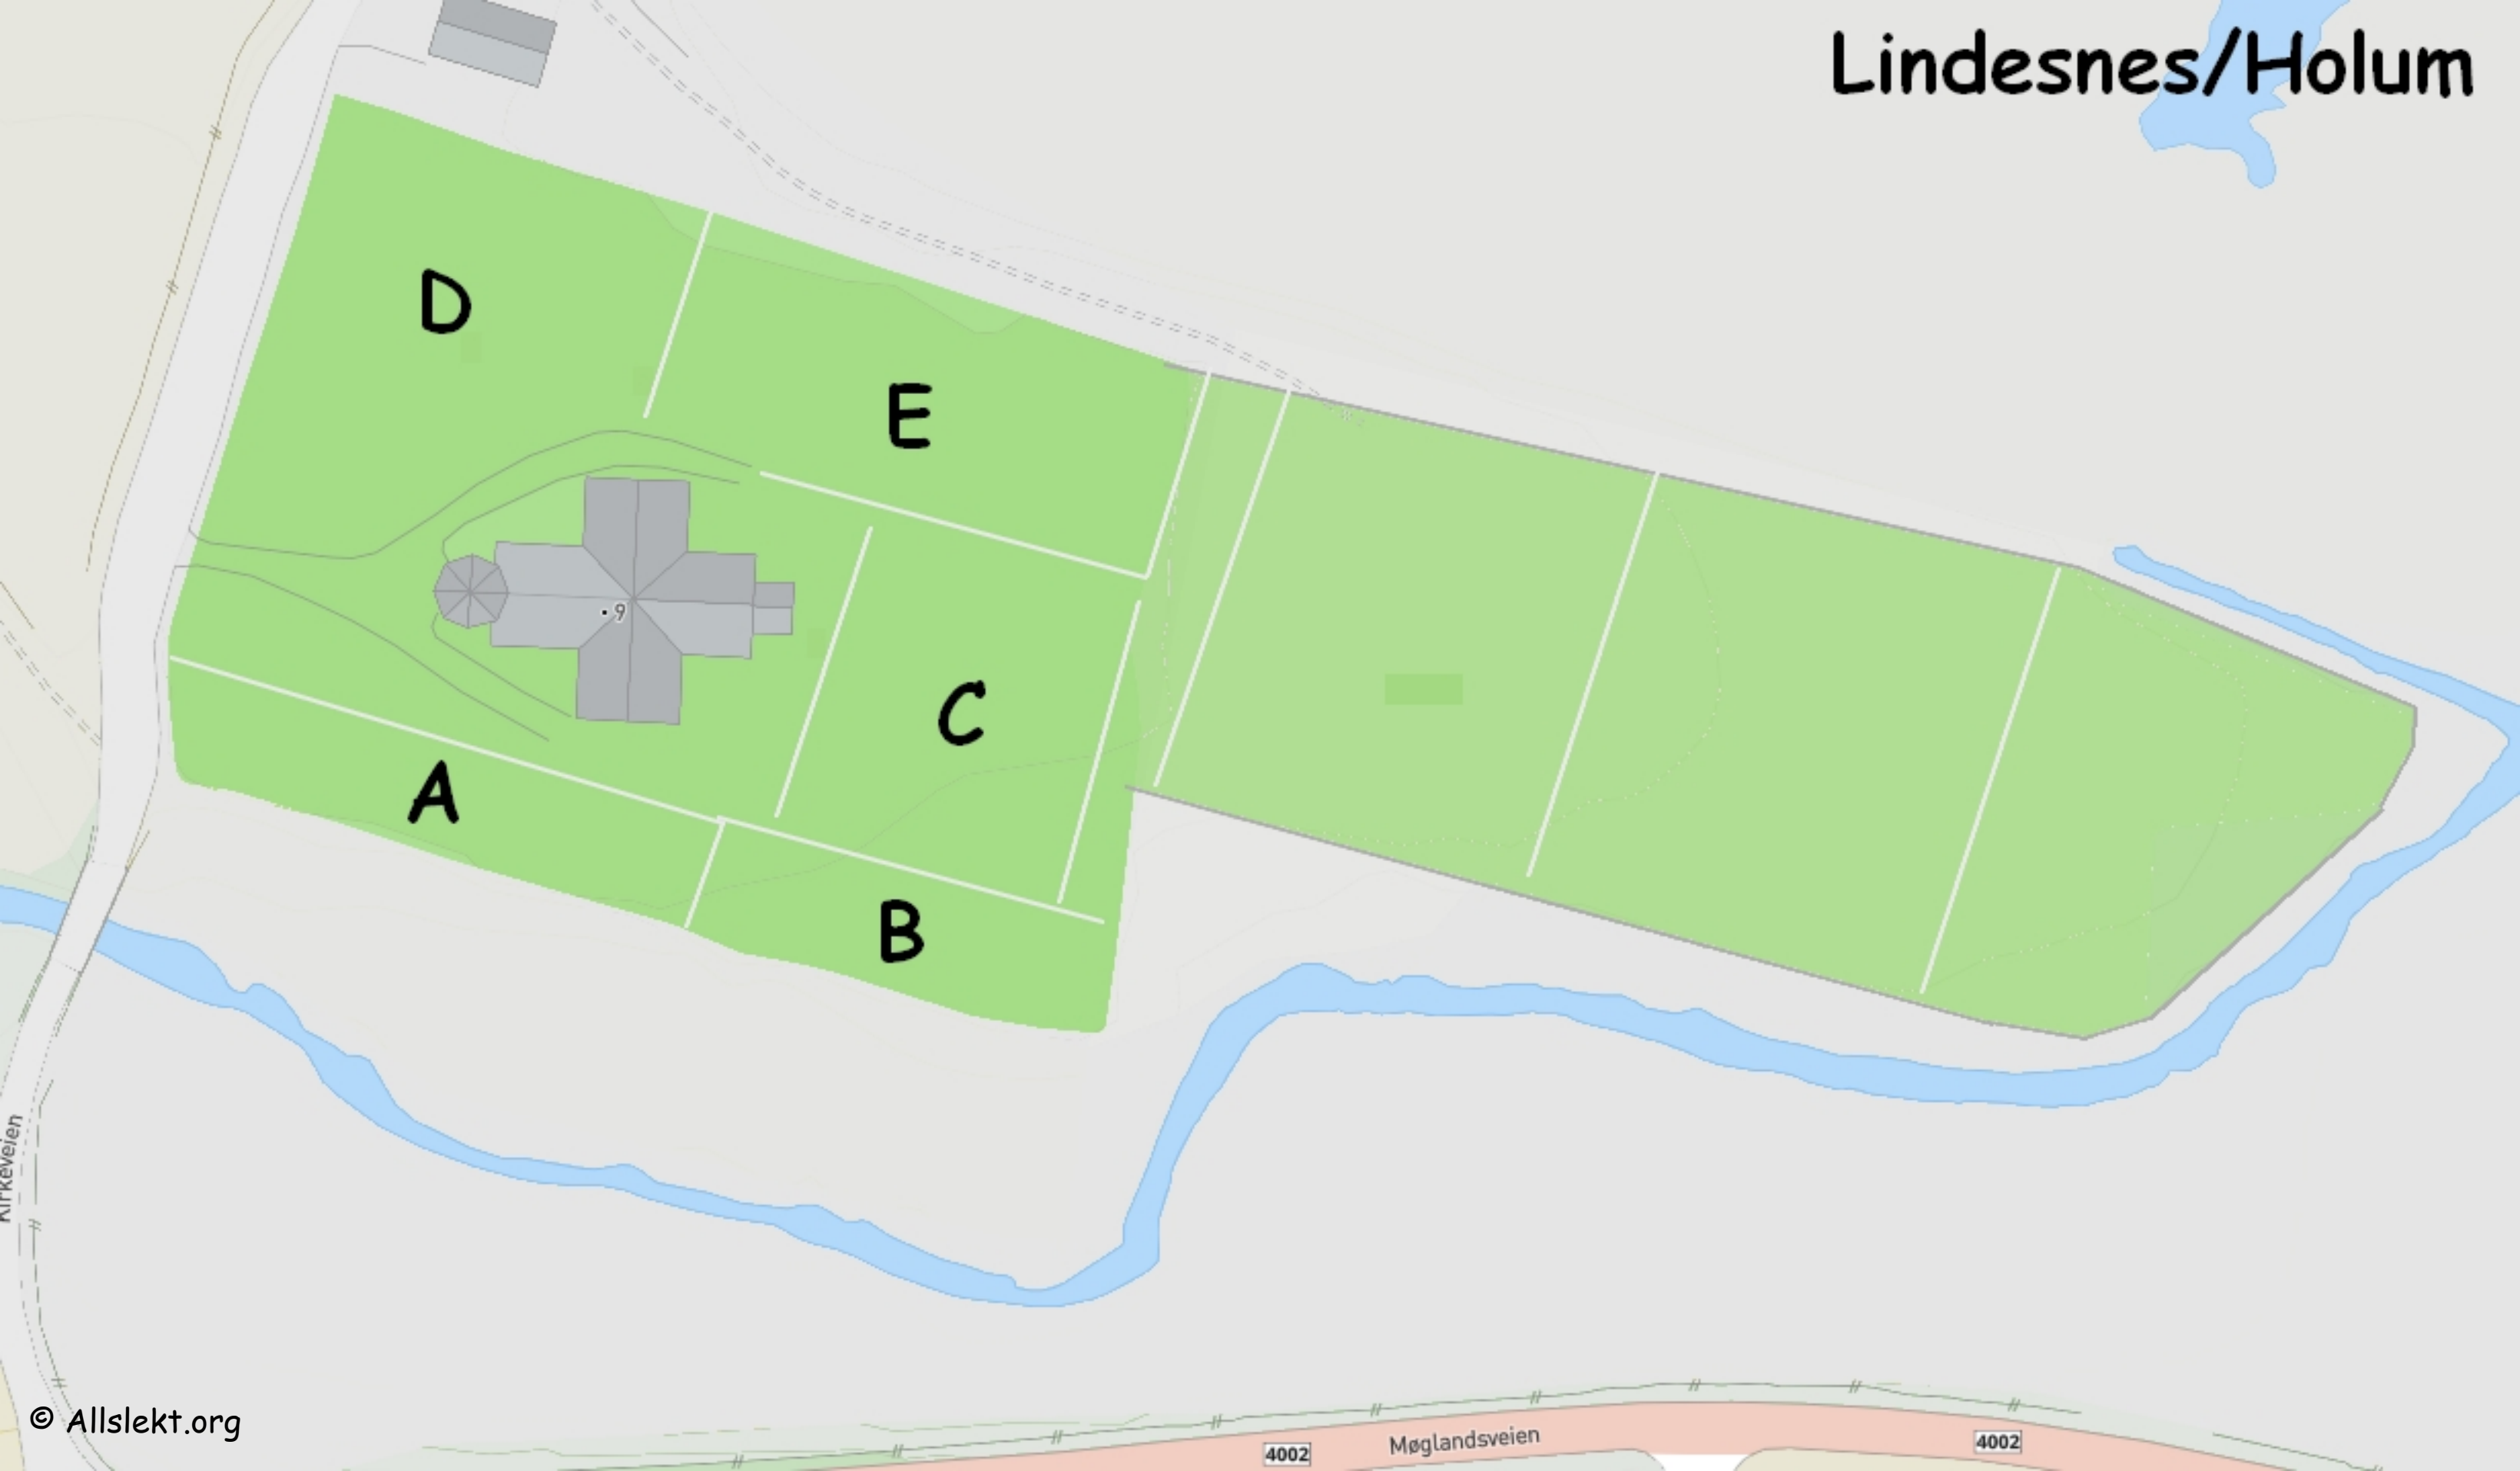 Lindesnes/Holum
D
E
9
C
A
B
Kirkeveien
© Allslekt.org
Møglandsveien
4002
4002